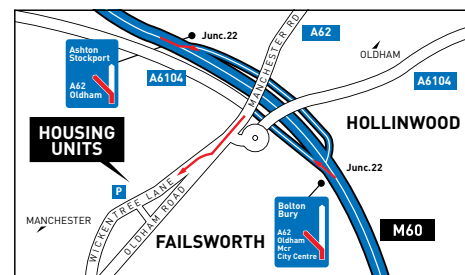 Ashton
Stockport
A62
Oldham
Junc.22
A6104
MANCHESTER RD
A62
OLDHAM
A6104
HOLLINWOOD
HOUSING
UNITS
Junc.22
P
WICKENTREE LANE
OLDHAM ROAD
MANCHESTER
FAILSWORTH
Bolton
Bury
A62
Oldham
Mcr
City Centre
M60